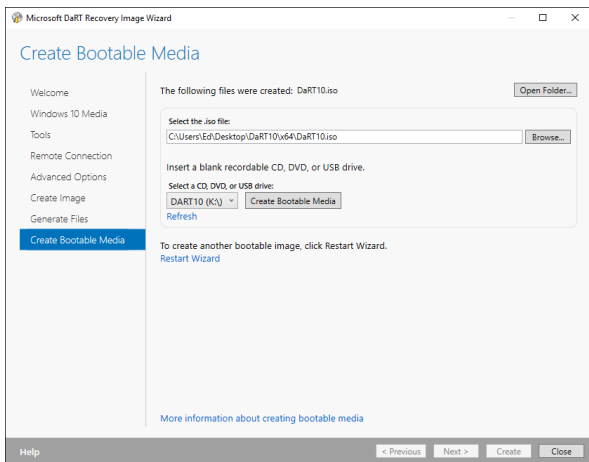 Microsoft DaRT Recovery Image Wizard
Create Bootable Media
Welcome
Windows 10 Media
Tools
Remote Connection
Advanced Options
Create Image
Generate Files
Create Bootable Media
The following files were created: DaRT10.iso
Open Folder...
Select the .iso file:
C:\Users\Ed\Desktop\DaRT10\x64\DaRT10.iso
Browse...
Insert a blank recordable CD, DVD, or USB drive.
Select a CD, DVD, or USB drive:
DART10 (K:\)
Create Bootable Media
Refresh
To create another bootable image, click Restart Wizard.
Restart Wizard
More information about creating bootable media
Help
< Previous
Next >
Create
Close